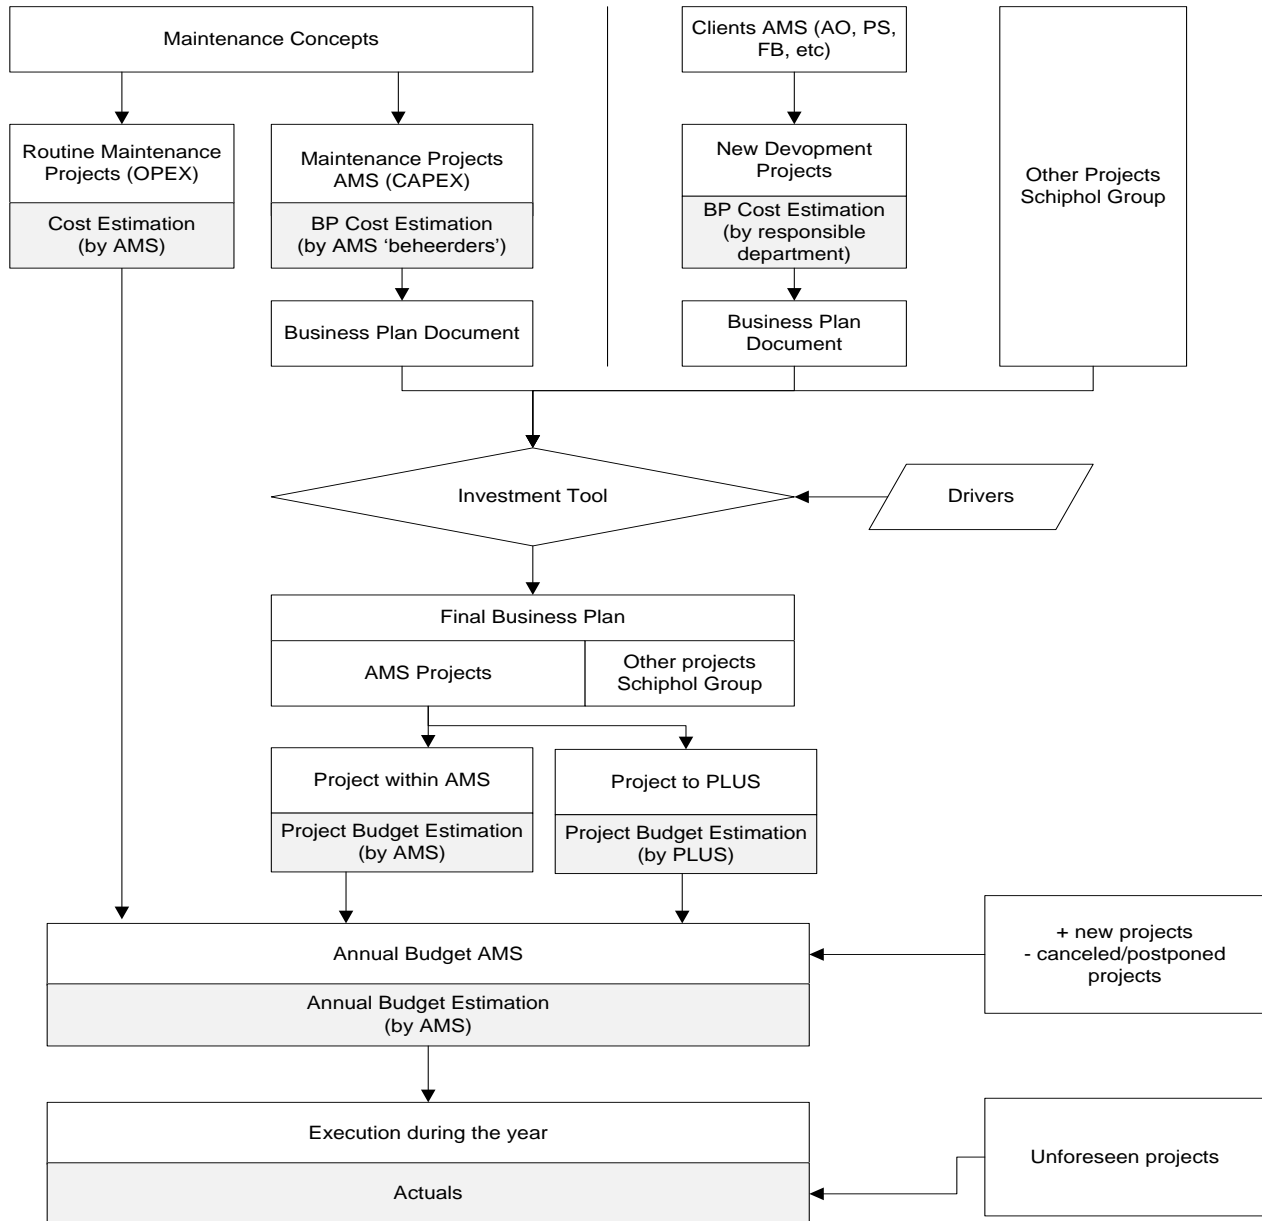 Maintenance Concepts
Clients AMS (AO, PS,
FB, etc)
Routine Maintenance
Projects (OPEX)
Cost Estimation
(by AMS)
Maintenance Projects
AMS (CAPEX)
BP Cost Estimation
(by AMS ‘beheerders’)
New Devopment
Projects
BP Cost Estimation
(by responsible
department)
Other Projects
Schiphol Group
Business Plan Document
Business Plan
Document
Investment Tool
Drivers
Final Business Plan
AMS Projects
Other projects
Schiphol Group
Project within AMS
Project Budget Estimation
(by AMS)
Project to PLUS
Project Budget Estimation
(by PLUS)
Annual Budget AMS
Annual Budget Estimation
(by AMS)
+ new projects
- canceled/postponed
projects
Execution during the year
Actuals
Unforeseen projects